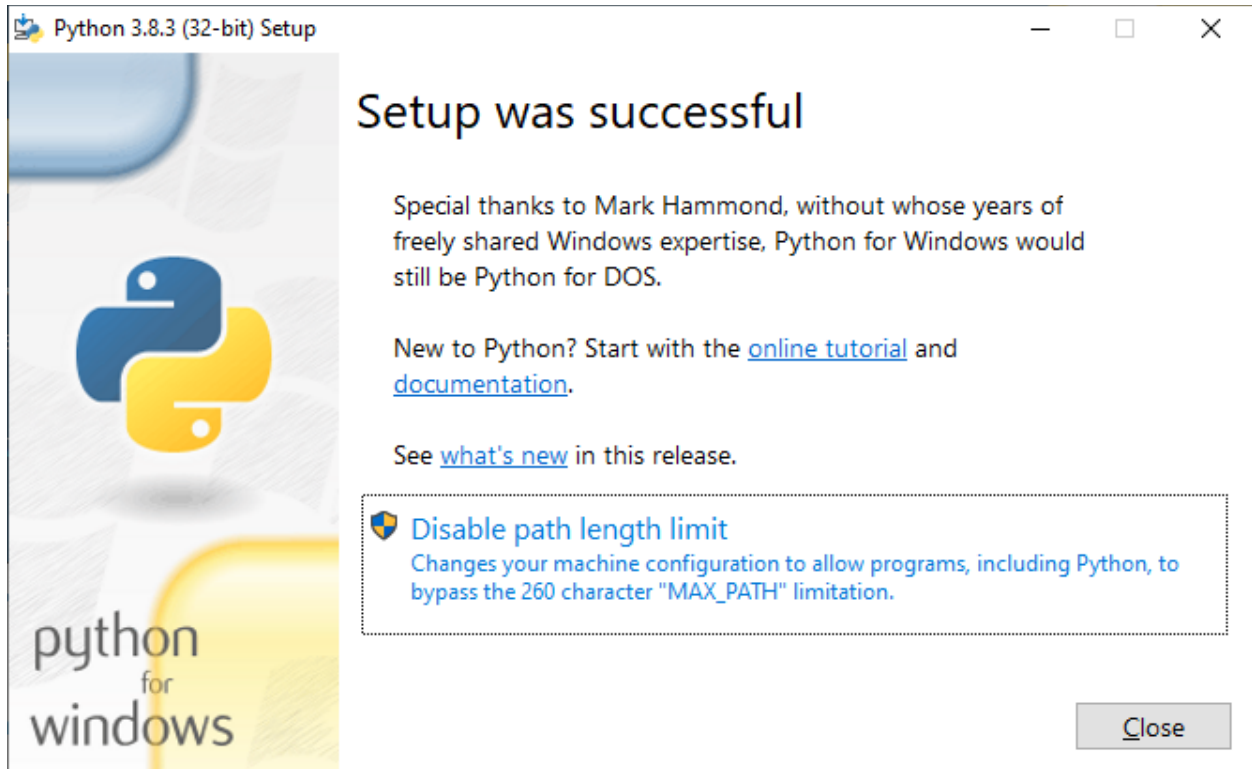 Python 3.8.3 (32-bit) Setup
Setup was successful
Special thanks to Mark Hammond, without whose years of
freely shared Windows expertise, Python for Windows would
still be Python for DOS.
New to Python? Start with the online tutorial and
documentation.
See what's new in this release.
Disable path length limit
Changes your machine configuration to allow programs, including Python, to
bypass the 260 character "MAX_PATH" limitation.
python
for
windows
Close